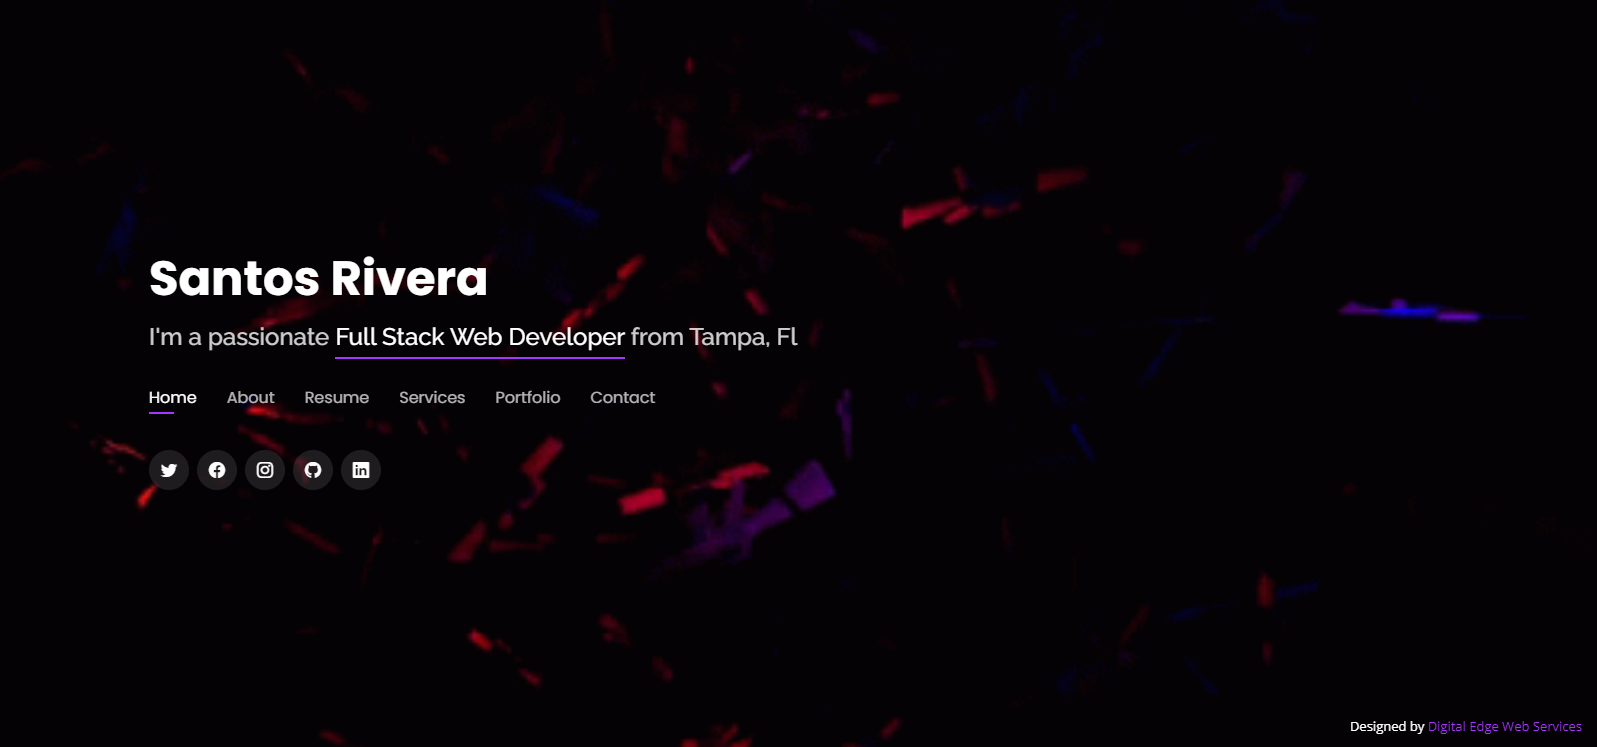 Santos Rivera
I'm a passionate Full Stack Web Developer from Tampa, Fl
Home About Resume Services Portfolio Contact
Designed by Digital Edge Web Services